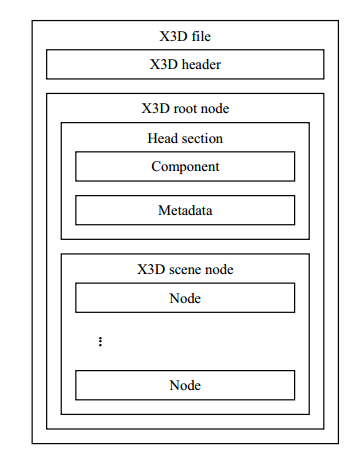 X3D file
X3D header
X3D root node
Head section
Component
Metadata
X3D scene node
Node
⋮
Node